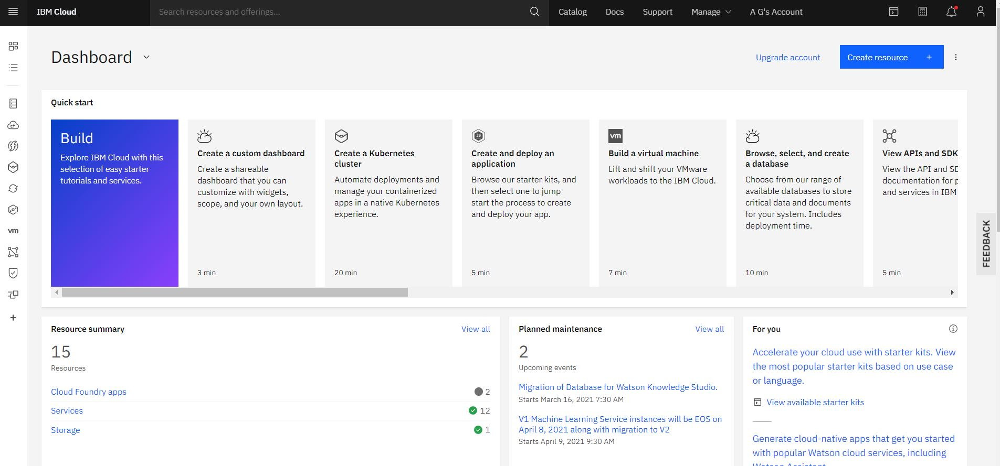 IBM Cloud
Search resources and offerings...
Catalog
Docs
Support
Manage
A G's Account
Dashboard
Upgrade account
Create resource +
Quick start
Build
Explore IBM Cloud with this
selection of easy starter
tutorials and services.
Create a custom dashboard
Create a shareable
dashboard that you can
customize with widgets,
scope, and your own layout.
3 min
Create a Kubernetes
cluster
Automate deployments and
manage your containerized
apps in a native Kubernetes
experience.
20 min
JS
Create and deploy an
application
Browse our starter kits, and
then select one to jump
start the process to create
and deploy your app.
5 min
vm
Build a virtual machine
Lift and shift your VMware
workloads to the IBM Cloud.
7 min
Browse, select, and create
a database
Choose from our range of
available databases to store
critical data and documents
for your system. Includes
deployment time.
10 min
View APIs and SDK
View the API and SD
documentation for p
and services in IBM
5 min
cf
vm
FEEDBACK
Resource summary
View all
15
Resources
Cloud Foundry apps
2
Services
12
Storage
1
Planned maintenance
View all
2
Upcoming events
Migration of Database for Watson Knowledge Studio.
Starts March 16, 2021 7:30 AM
V1 Machine Learning Service instances will be EOS on
April 8, 2021 along with migration to V2
Starts April 9, 2021 9:30 AM
For you
Accelerate your cloud use with starter kits. View
the most popular starter kits based on use case
or language.
View available starter kits
Generate cloud-native apps that get you started
with popular Watson cloud services, including
Watson Assistant